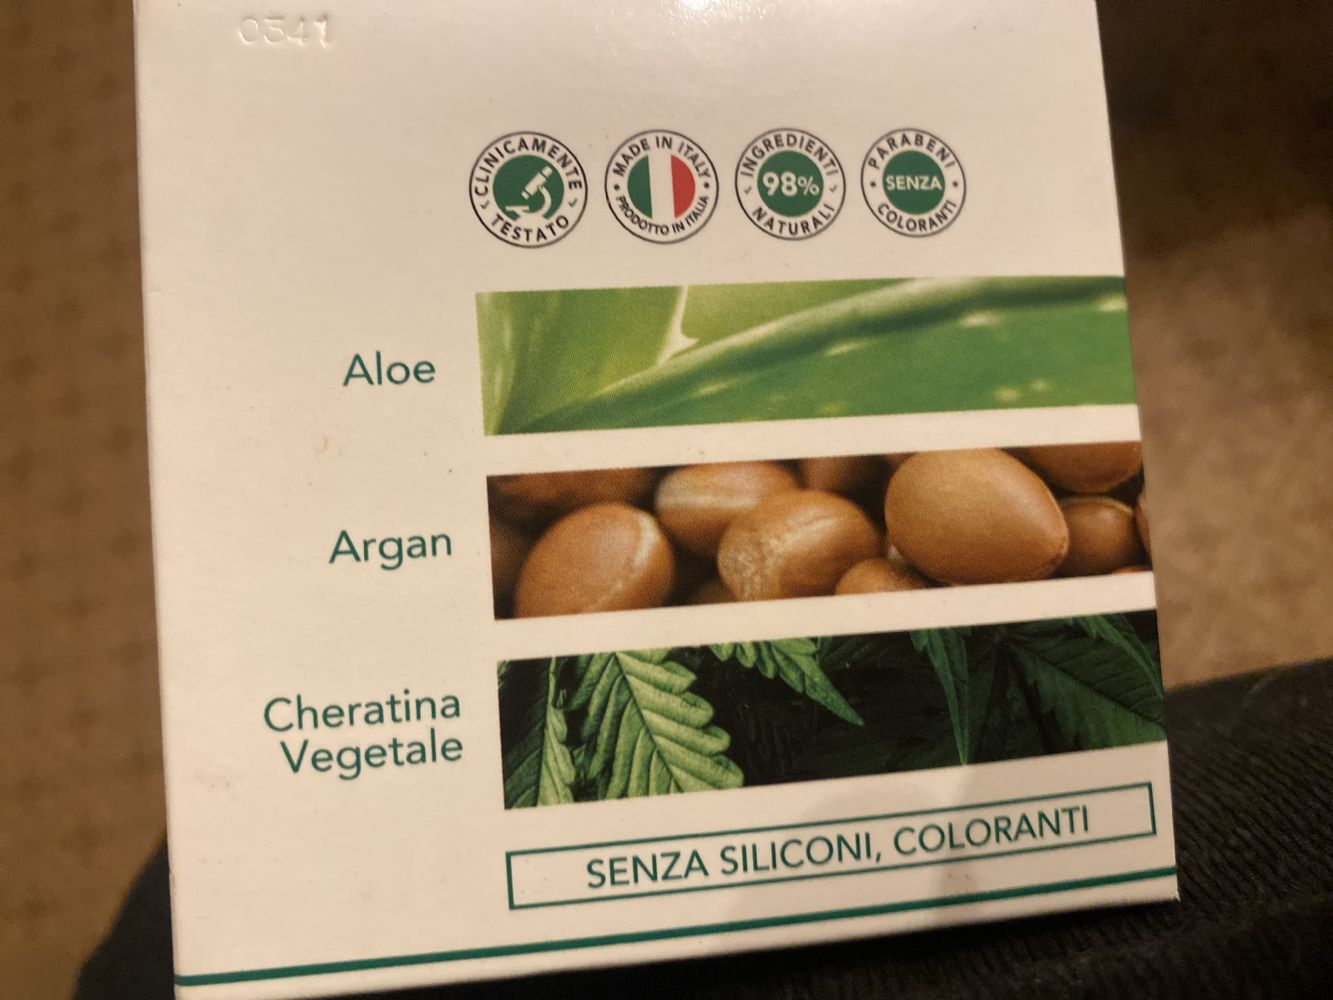 0341
CLINICAMENTE
TESTATO
MADE IN ITALY
PRODOTTO IN ITALIA
INGREDIENTI
98%
NATURALI
PARABENI
SENZA
COLORANTI
Aloe
Argan
Cheratina
Vegetale
SENZA SILICONI, COLORANTI